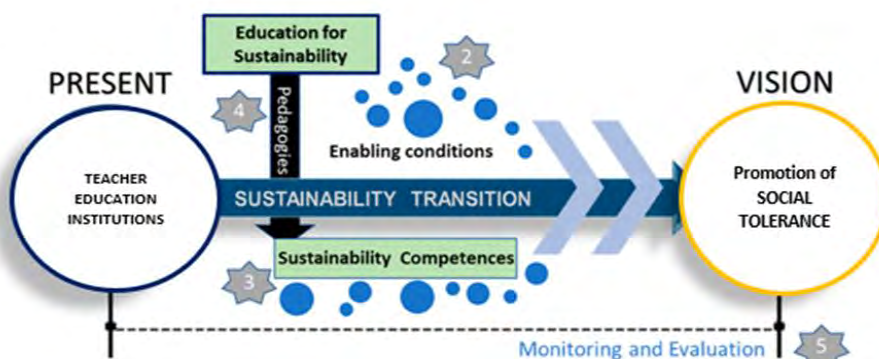 Education for
Sustainability
2
PRESENT
VISION
4
Pedagogies
Enabling conditions
TEACHER
EDUCATION
INSTITUTIONS
SUSTAINABILITY TRANSITION
Promotion of
SOCIAL
TOLERANCE
Sustainability Competences
3
Monitoring and Evaluation
5